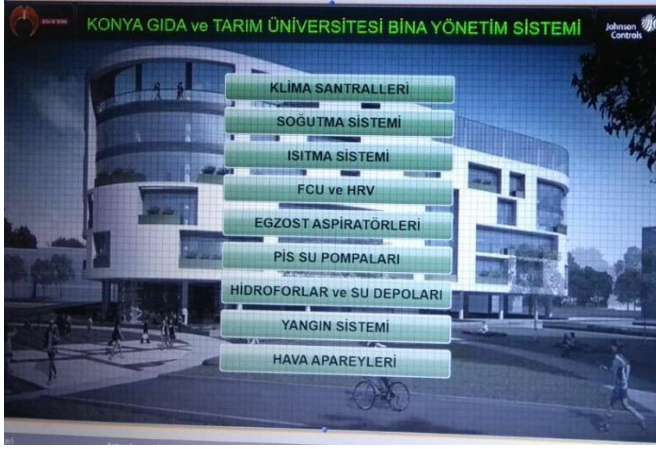 KONYA GIDA ve TARIM ÜNİVERSİTESİ BİNA YÖNETİM SİSTEMİ
Johnson
Controls
KLİMA SANTRALLERİ
SOĞUTMA SİSTEMİ
ISITMA SİSTEMİ
FCU ve HRV
EGZOST ASPİRATÖRLERİ
PİS SU POMPALARI
HİDROFORLAR ve SU DEPOLARI
YANGIN SİSTEMİ
HAVA APAREYLERİ